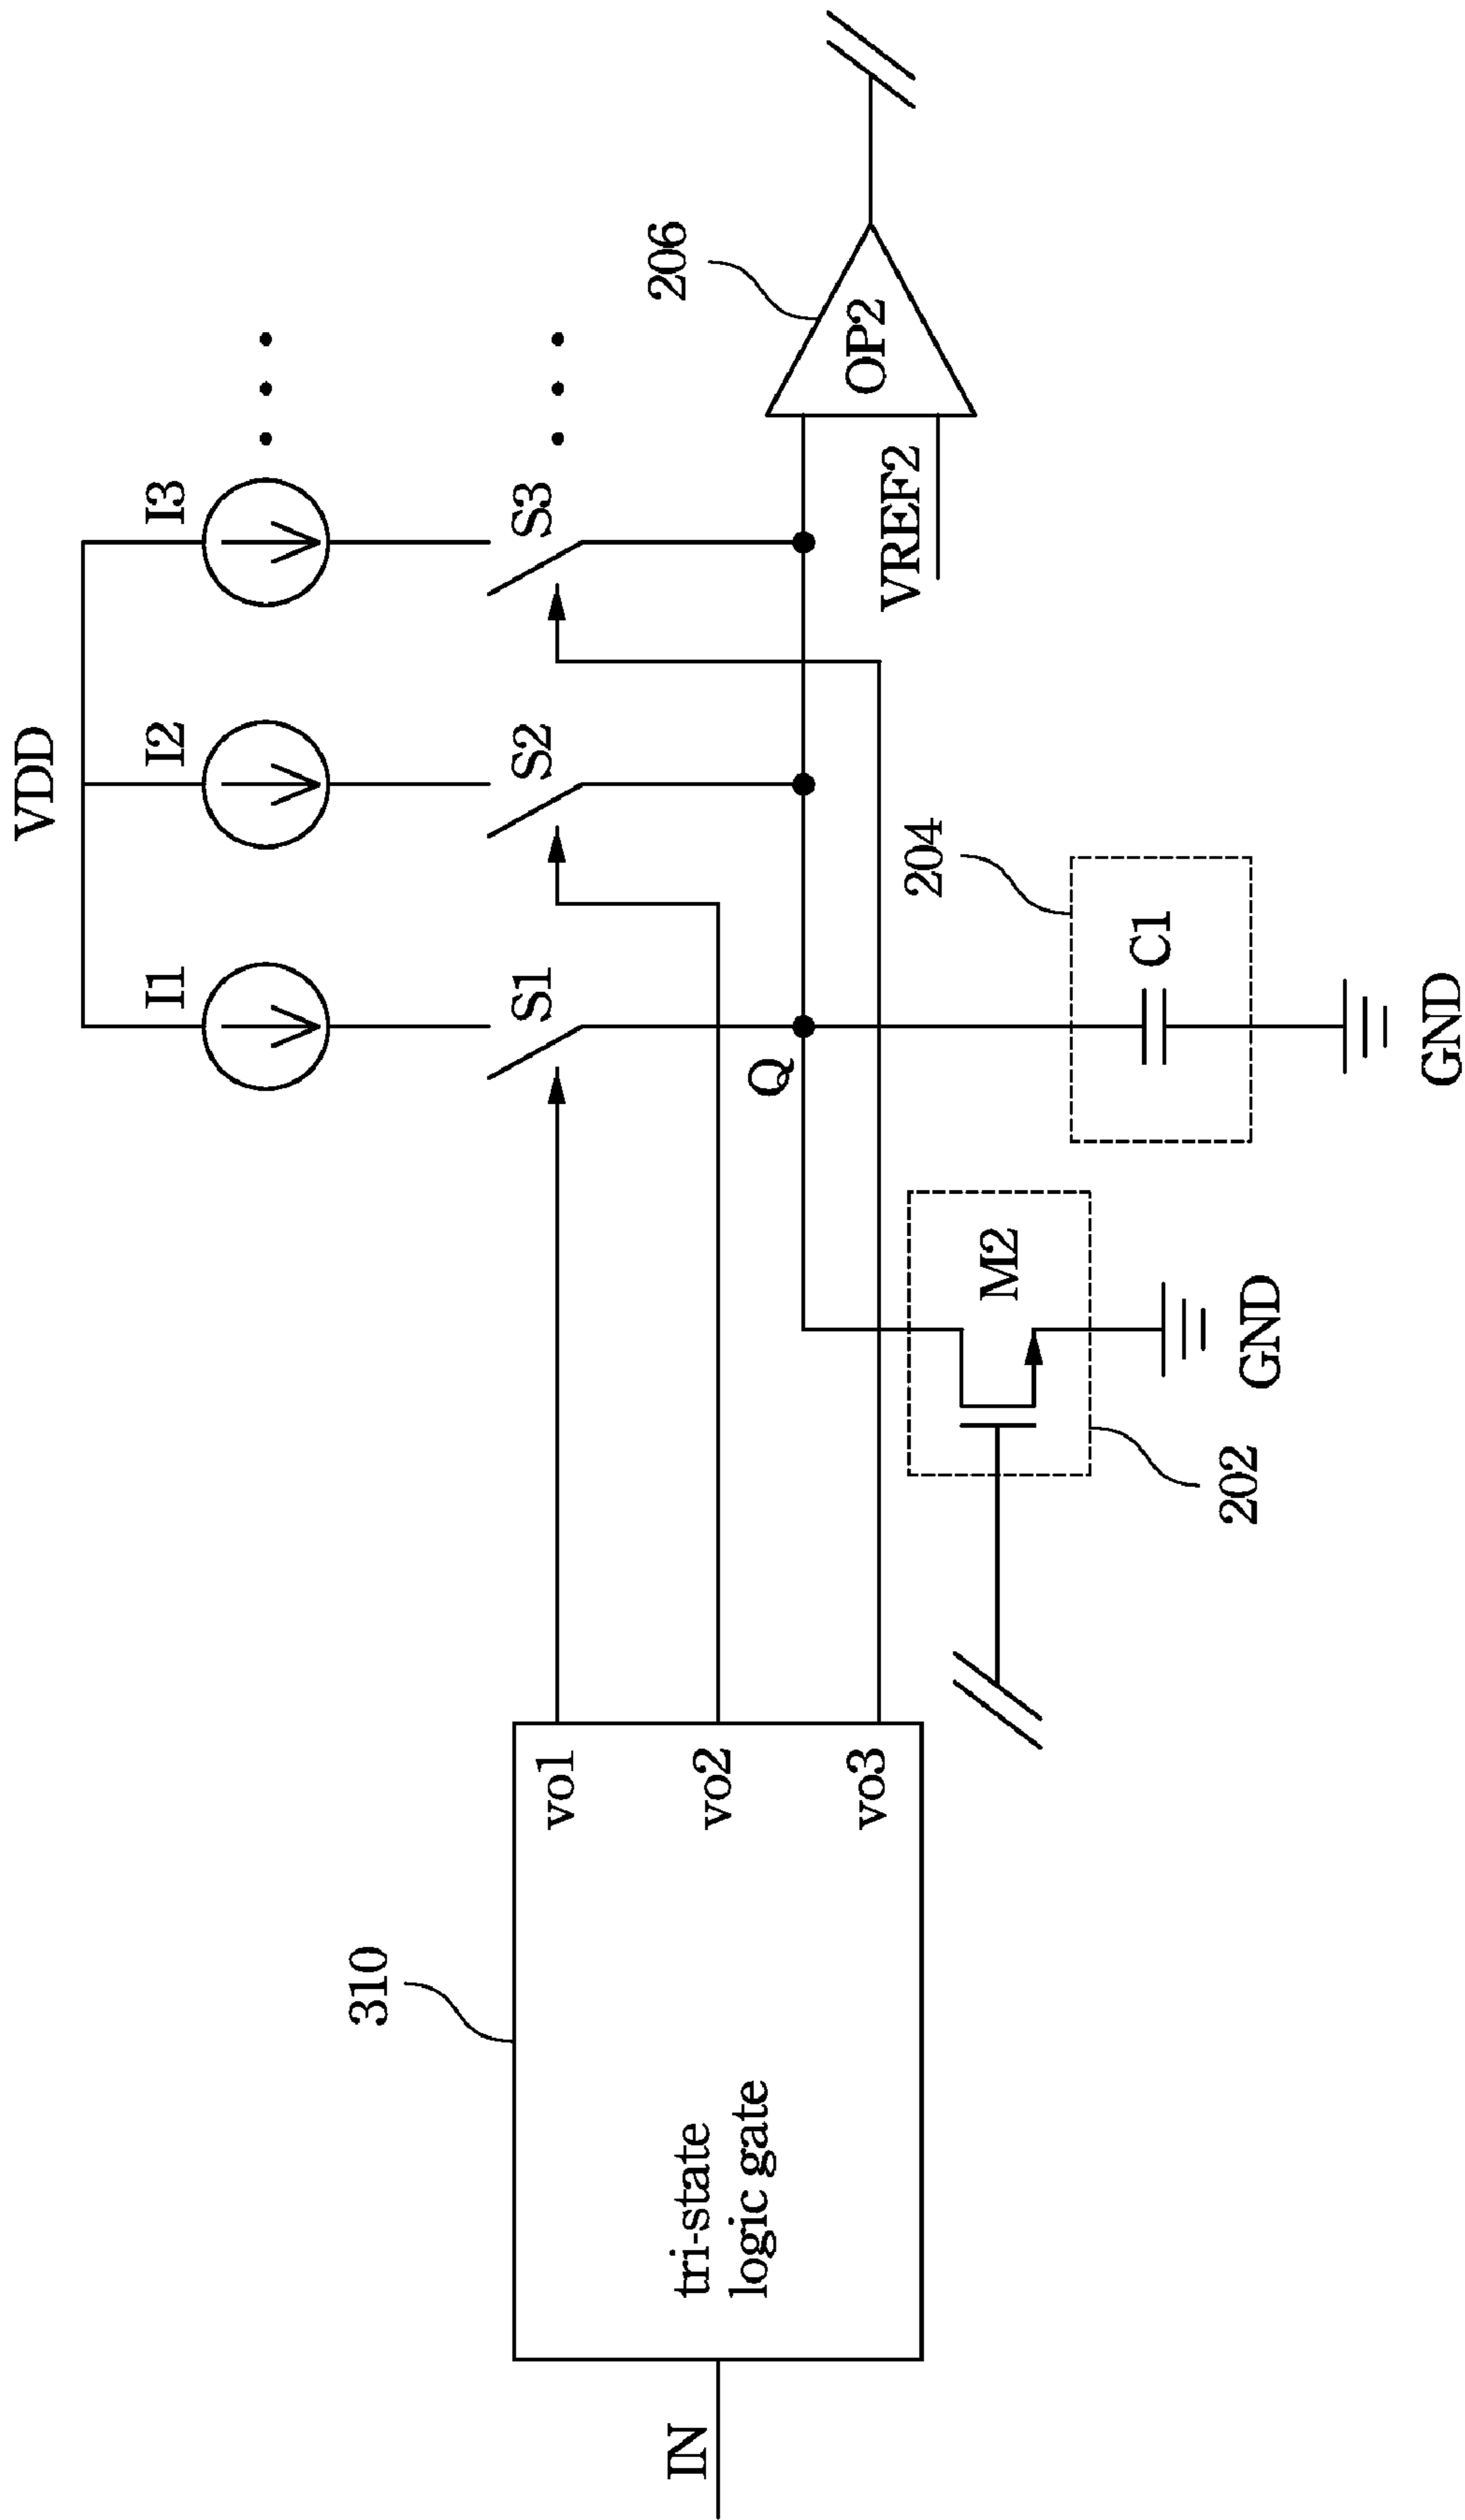 VDD
I1
I2
I3
310
S1
S2
S3
206
IN
tri-state
logic gate
vo1
vo2
vo3
Q
OP2
VREF2
204
M2
C1
202
GND
GND